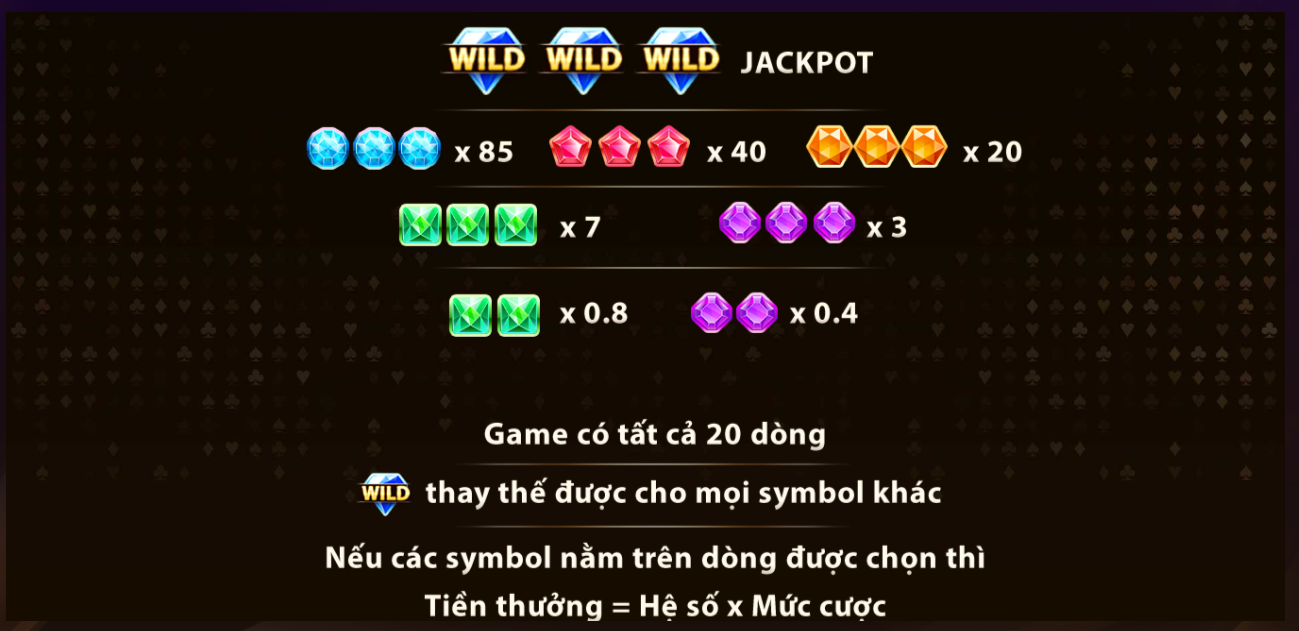 WILD WILD WILD JACKPOT
x 85 x 40 x 20
x 7 x 3
x 0.8 x 0.4
Game có tất cả 20 dòng
WILD thay thế được cho mọi symbol khác
Nếu các symbol nằm trên dòng được chọn thì
Tiền thưởng = Hệ số x Mức cược